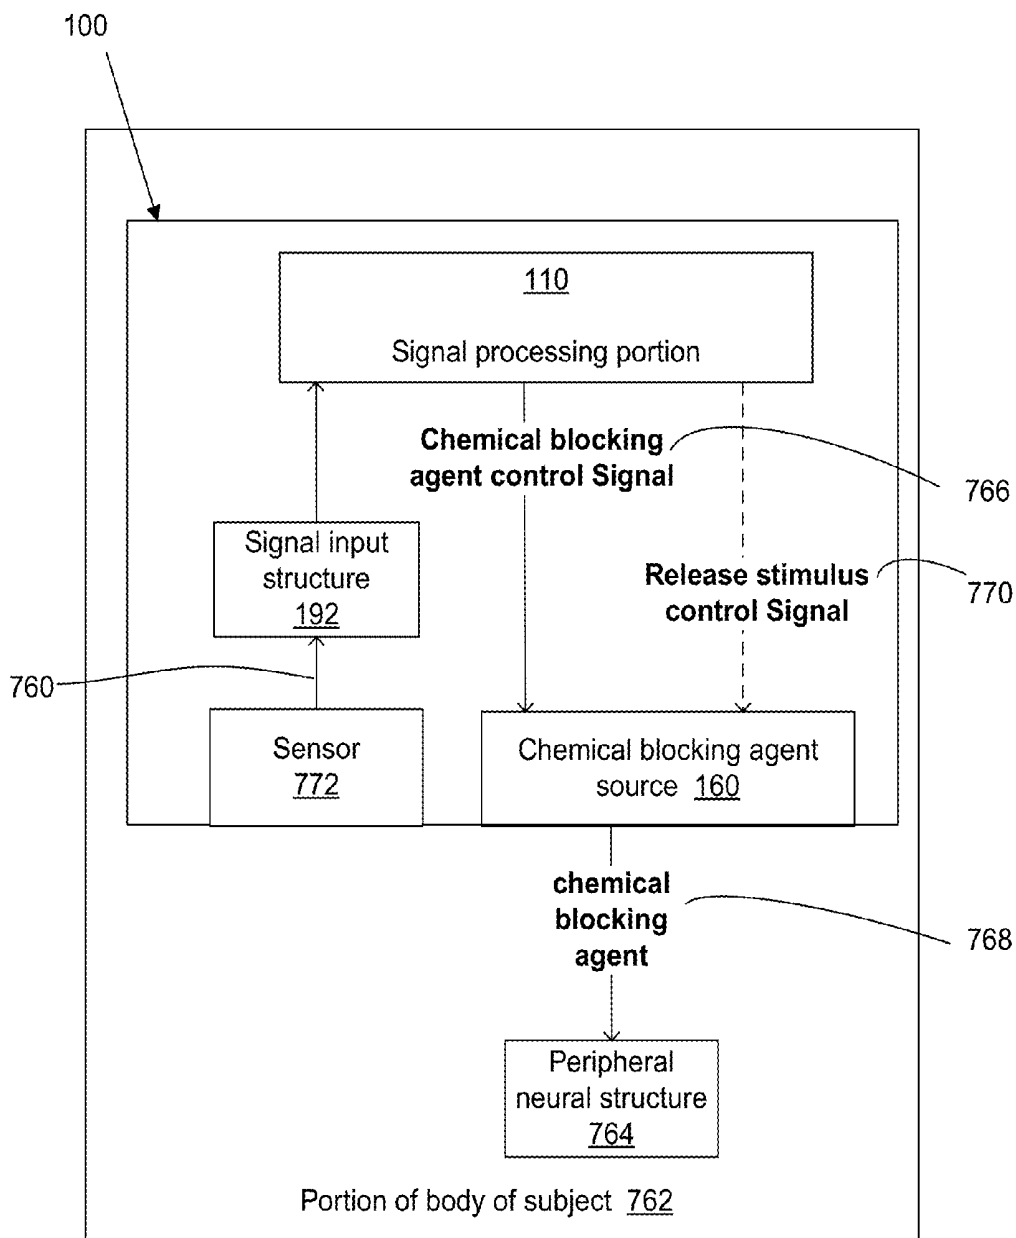 100
110
Signal processing portion
Chemical blocking
agent control Signal
766
Signal input
structure
192
Release stimulus
control Signal
770
760
Sensor
772
Chemical blocking agent
source 160
chemical
blocking
agent
768
Peripheral
neural structure
764
Portion of body of subject 762